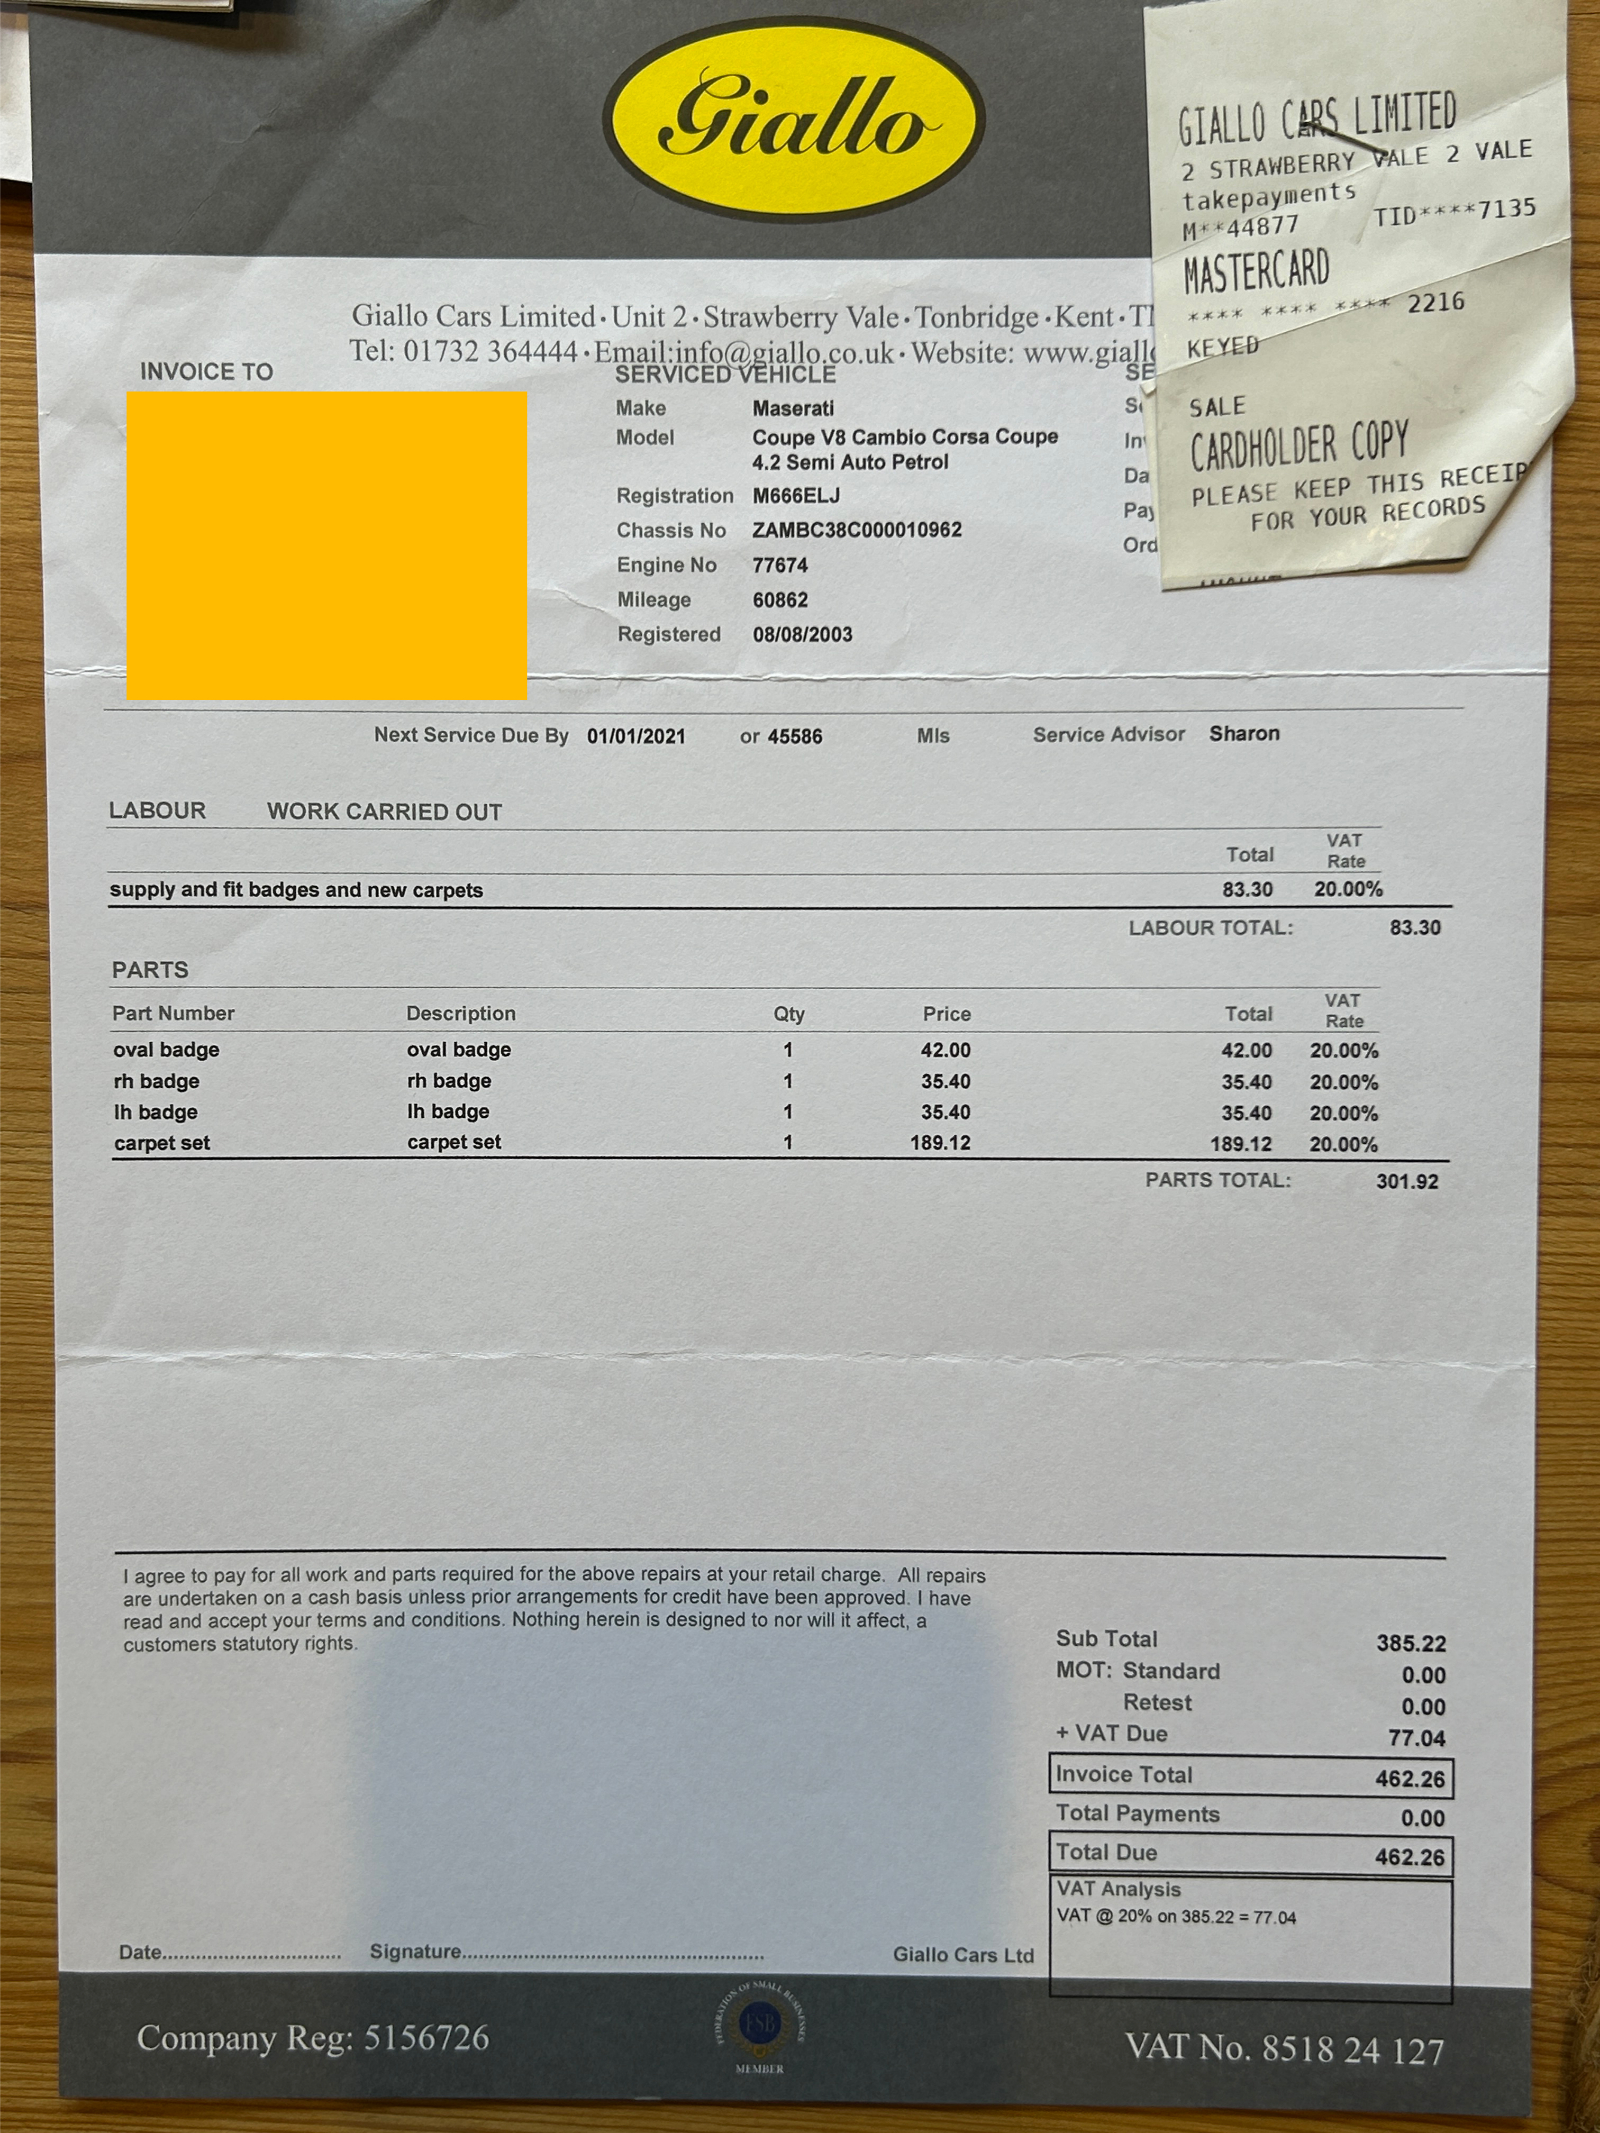 Giallo
GIALLO CARS LIMITED
2 STRAWBERRY VALE 2 VALE
takepayments
M**44877 TID****7135
MASTERCARD
**** **** **** 2216
KEYED
SALE
CARDHOLDER COPY
PLEASE KEEP THIS RECEIP
FOR YOUR RECORDS
Giallo Cars Limited · Unit 2 · Strawberry Vale · Tonbridge · Kent ·
Tel: 01732 364444 · Email:info@giallo.co.uk · Website: www.giall
INVOICE TO
SERVICED VEHICLE
Make Maserati
Model Coupe V8 Cambio Corsa Coupe
4.2 Semi Auto Petrol
Registration M666ELJ
Chassis No ZAMBC38C000010962
Engine No 77674
Mileage 60862
Registered 08/08/2003
SE
In
Da
Pay
Ord
Next Service Due By 01/01/2021 or 45586 Mls Service Advisor Sharon
LABOUR WORK CARRIED OUT
Total VAT Rate
supply and fit badges and new carpets 83.30 20.00%
LABOUR TOTAL: 83.30
PARTS
Part Number Description Qty Price Total VAT Rate
oval badge oval badge 1 42.00 42.00 20.00%
rh badge rh badge 1 35.40 35.40 20.00%
lh badge lh badge 1 35.40 35.40 20.00%
carpet set carpet set 1 189.12 189.12 20.00%
PARTS TOTAL: 301.92
I agree to pay for all work and parts required for the above repairs at your retail charge. All repairs
are undertaken on a cash basis unless prior arrangements for credit have been approved. I have
read and accept your terms and conditions. Nothing herein is designed to nor will it affect, a
customers statutory rights.
Sub Total 385.22
MOT: Standard 0.00
Retest 0.00
+ VAT Due 77.04
Invoice Total 462.26
Total Payments 0.00
Total Due 462.26
VAT Analysis
VAT @ 20% on 385.22 = 77.04
Date................................ Signature...................................................... Giallo Cars Ltd
Company Reg: 5156726
FEDERATION OF SMALL BUSINESSES
FSB
MEMBER
VAT No. 8518 24 127